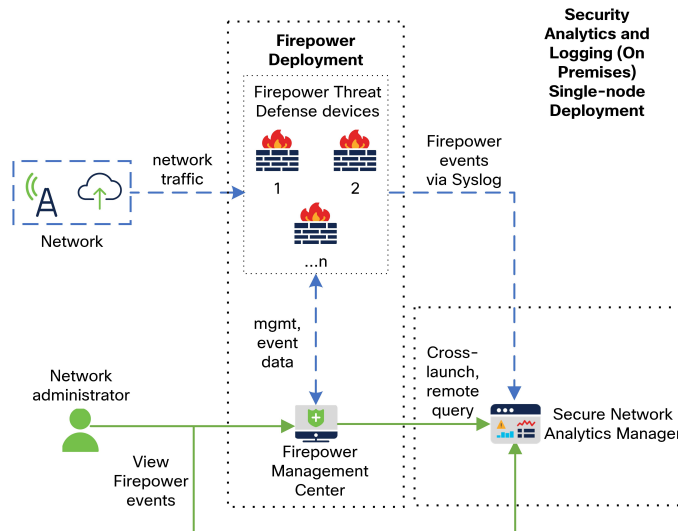 Security
Analytics and
Logging (On
Premises)
Single-node
Deployment
Firepower
Deployment
Firepower Threat
Defense devices
1
2
...n
network
traffic
Network
Firepower
events
via Syslog
mgmt,
event
data
Cross-
launch,
remote
query
Network
administrator
View
Firepower
events
Firepower
Management
Center
Secure Network
Analytics Manager